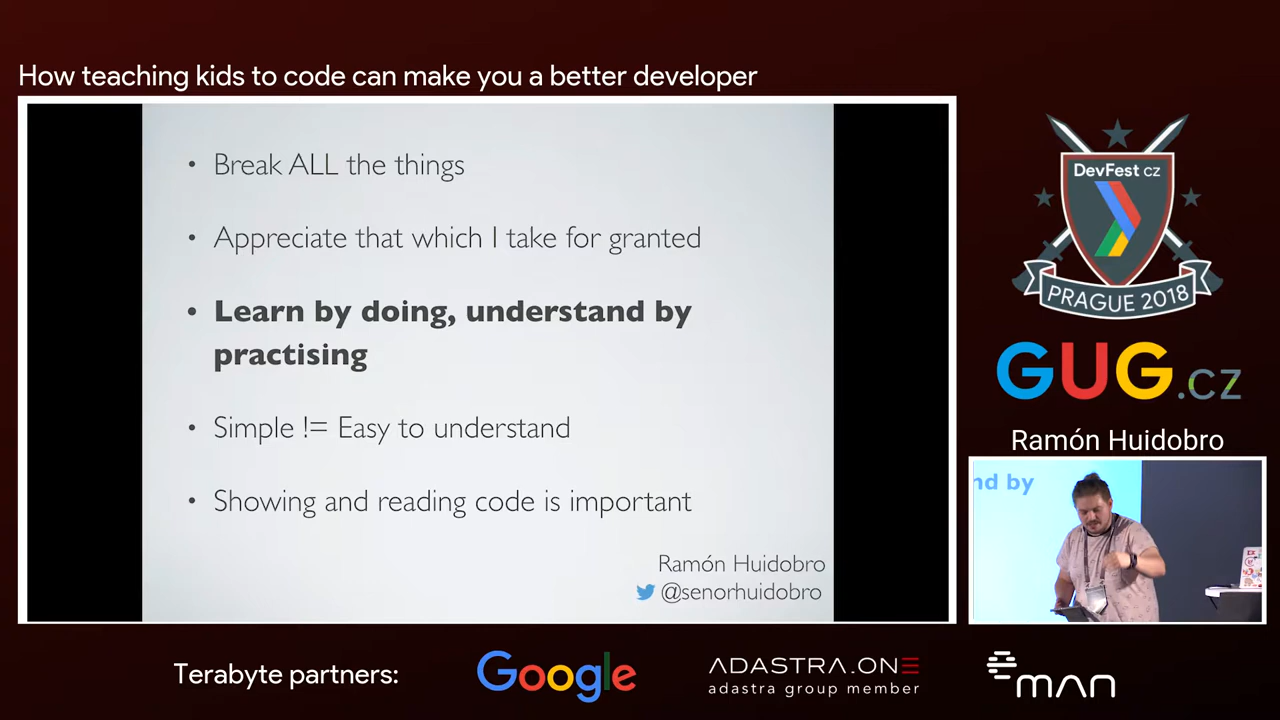 How teaching kids to code can make you a better developer
• Break ALL the things
• Appreciate that which I take for granted
• Learn by doing, understand by
practising
• Simple != Easy to understand
• Showing and reading code is important
Ramón Huidobro
@senorhuidobro
DevFest cz
PRAGUE 2018
GUG.cz
Ramón Huidobro
nd by
Terabyte partners:
Google
ADASTRA.ONE
adastra group member
eMAN